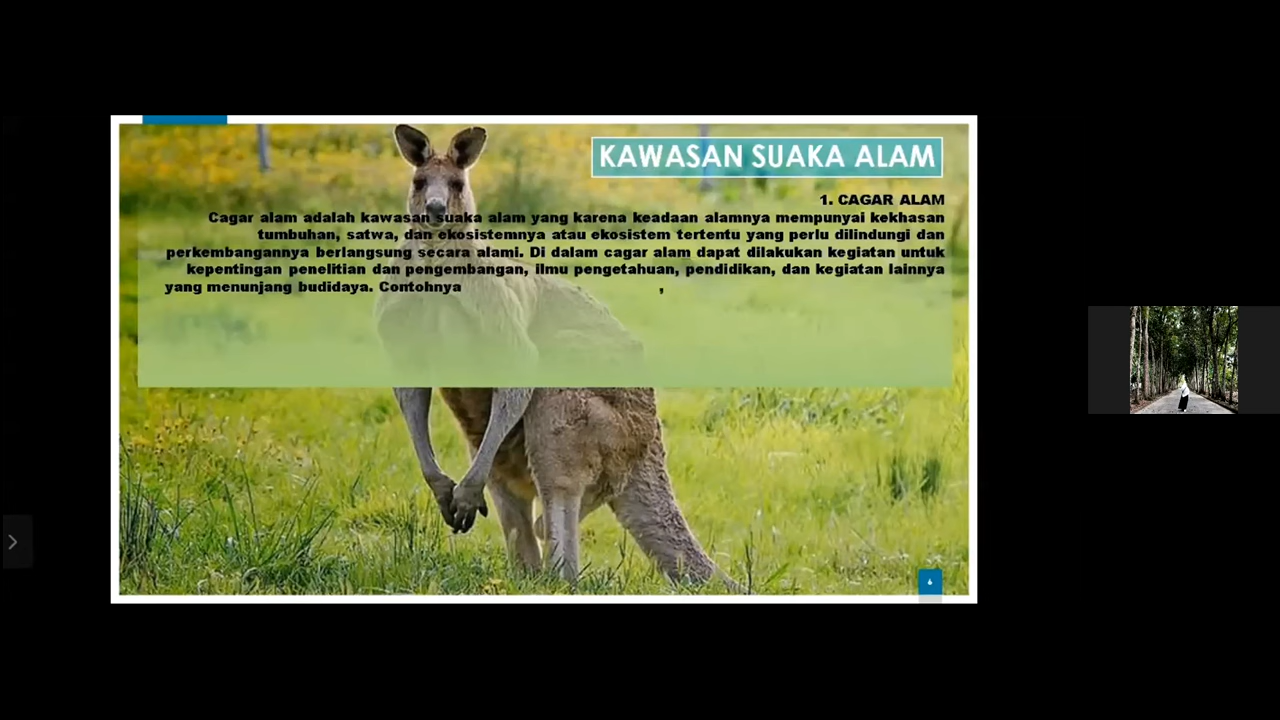 KAWASAN SUAKA ALAM
1. CAGAR ALAM
Cagar alam adalah kawasan suaka alam yang karena keadaan alamnya mempunyai kekhasan
tumbuhan, satwa, dan ekosistemnya atau ekosistem tertentu yang perlu dilindungi dan
perkembangannya berlangsung secara alami. Di dalam cagar alam dapat dilakukan kegiatan untuk
kepentingan penelitian dan pengembangan, ilmu pengetahuan, pendidikan, dan kegiatan lainnya
yang menunjang budidaya. Contohnya ,
6